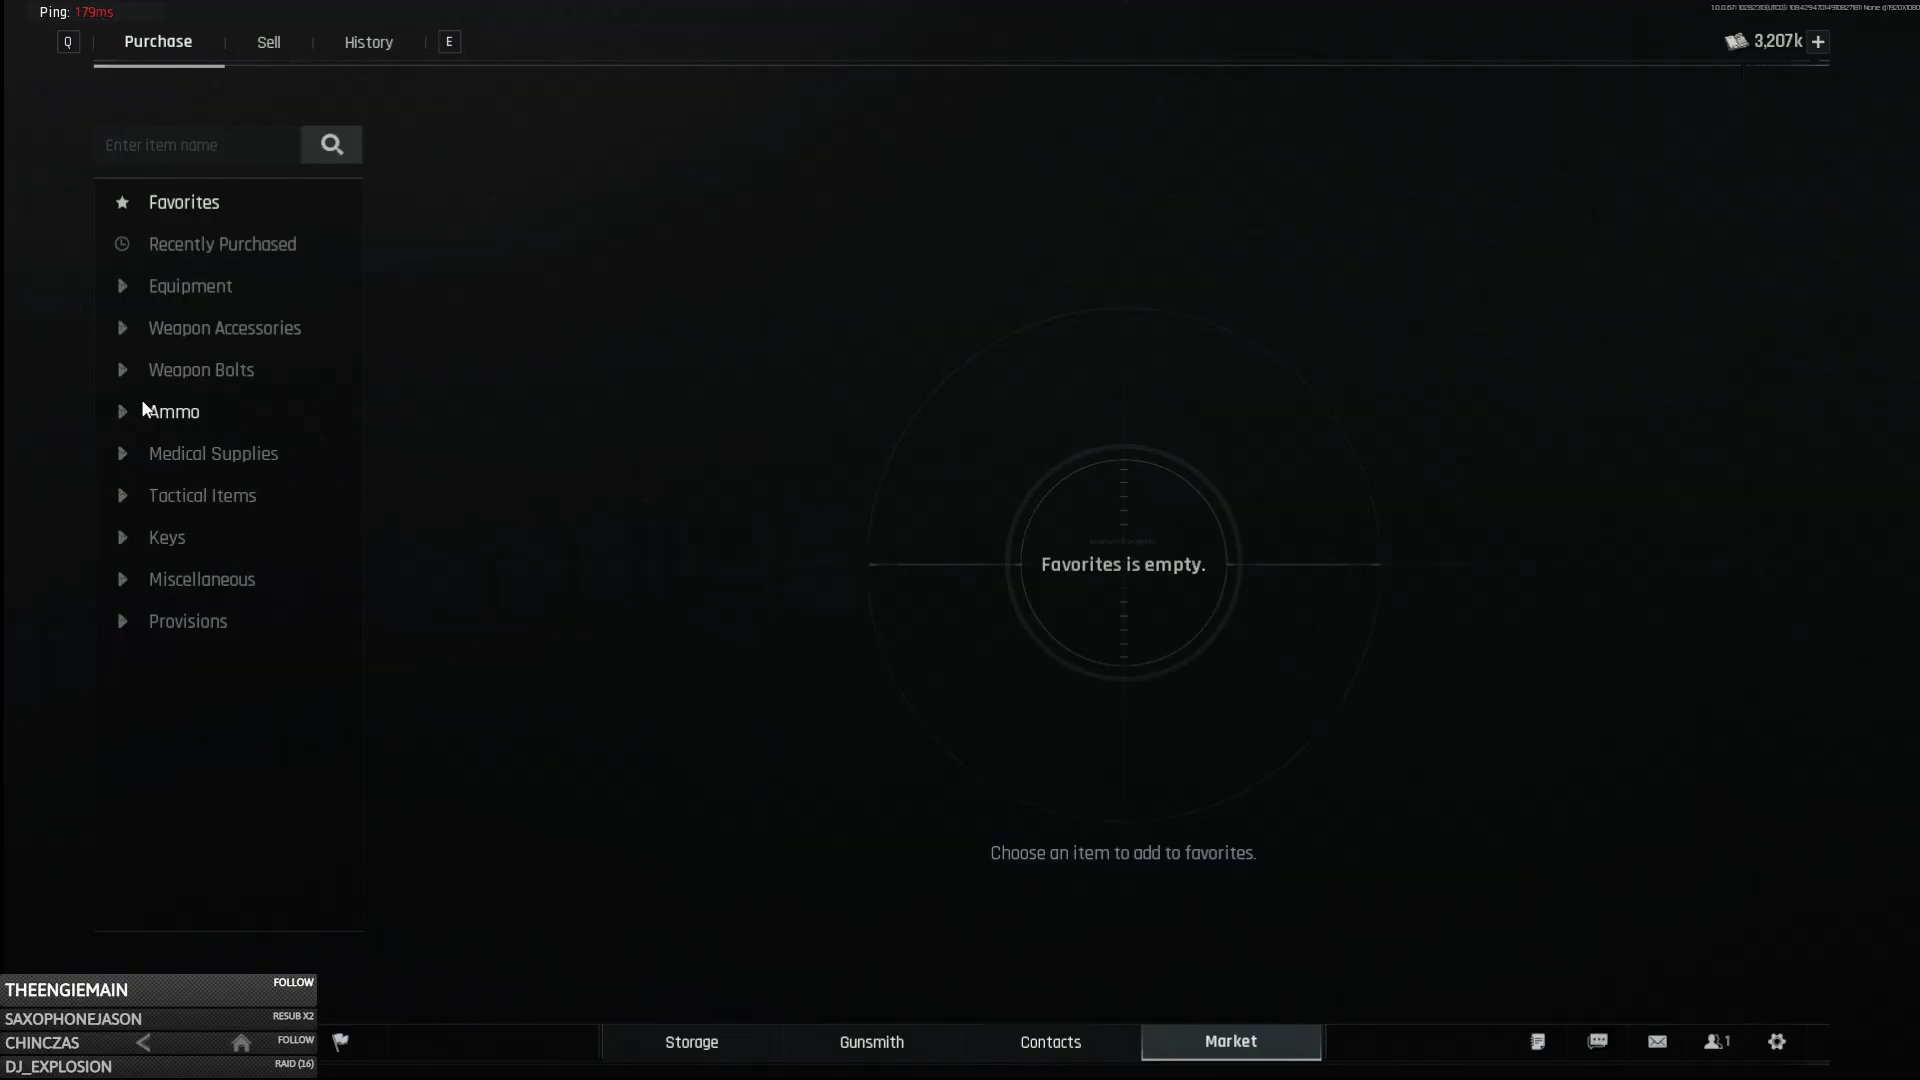 Ping: 179ms
Q Purchase Sell History E
3,207k +
Enter item name
Favorites
Recently Purchased
Equipment
Weapon Accessories
Weapon Bolts
Ammo
Medical Supplies
Tactical Items
Keys
Miscellaneous
Provisions
Favorites is empty.
Choose an item to add to favorites.
THEENGIEMAIN FOLLOW
SAXOPHONEJASON RESUB X2
CHINCZAS FOLLOW
DJ_EXPLOSION RAID (16)
Storage Gunsmith Contacts Market
1